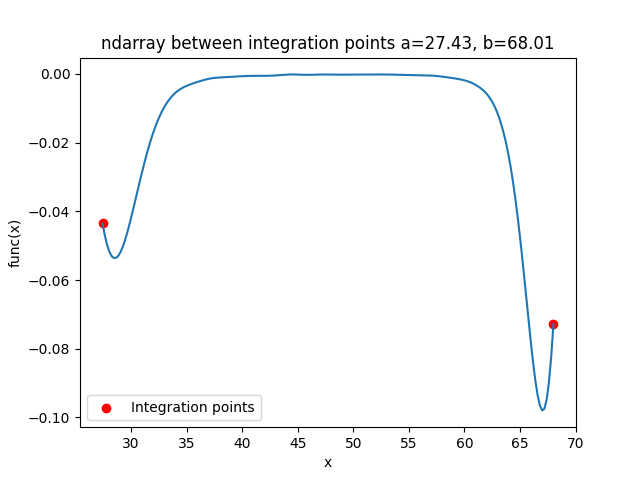 ndarray between integration points a=27.43, b=68.01
0.00
−0.02
−0.04
−0.06
−0.08
−0.10
func(x)
Integration points
30 35 40 45 50 55 60 65 70
x